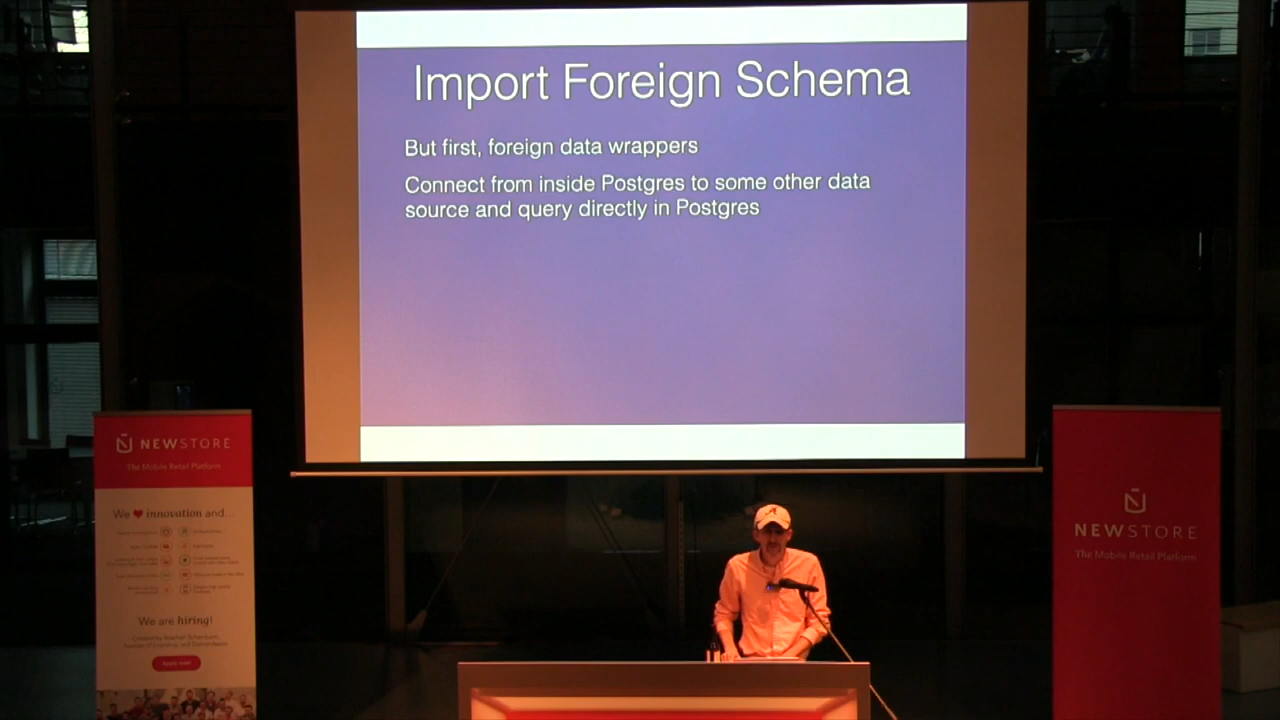 Import Foreign Schema
But first, foreign data wrappers
Connect from inside Postgres to some other data
source and query directly in Postgres
NEWSTORE
The Mobile Retail Platform
We ❤ innovation and...
We are hiring!
Apply now!
NEWSTORE
The Mobile Retail Platform